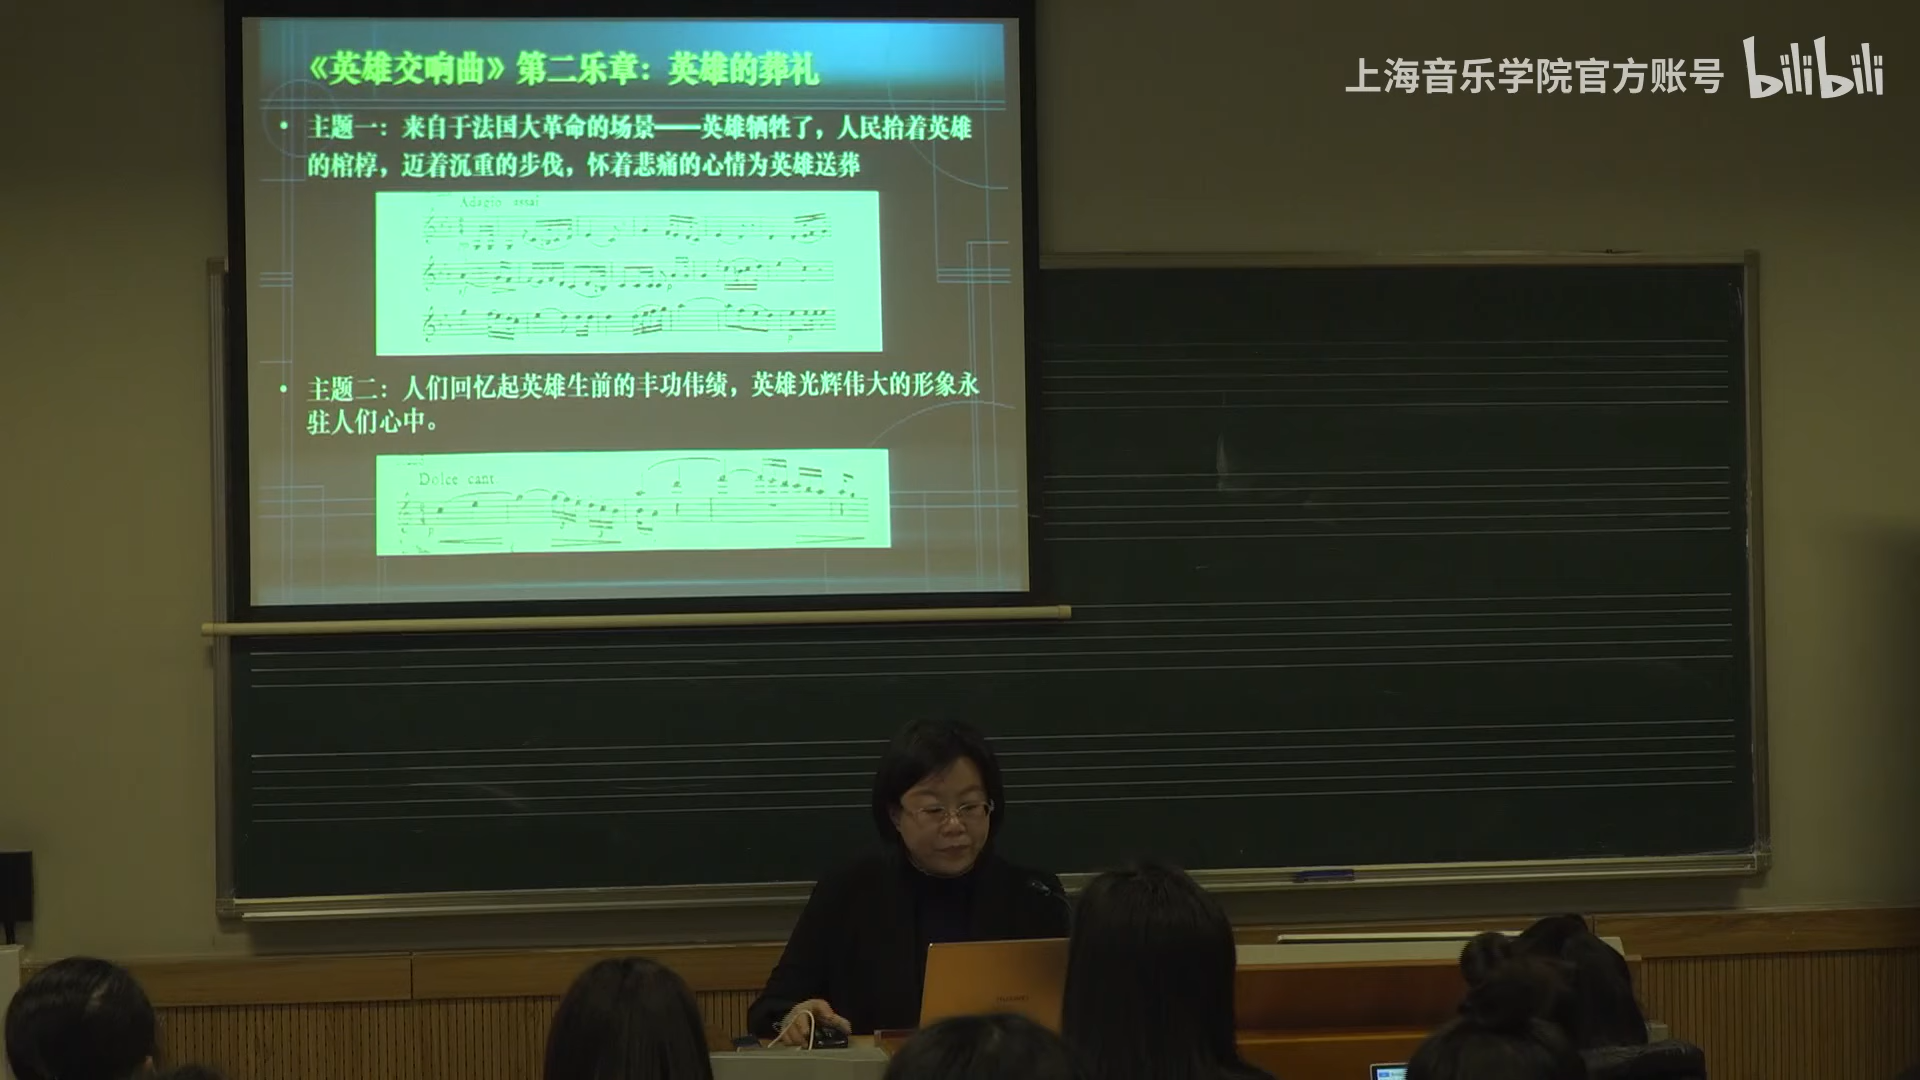 上海音乐学院官方账号 bilibili
《英雄交响曲》第二乐章：英雄的葬礼
• 主题一：来自于法国大革命的场景——英雄牺牲了，人民抬着英雄
的棺椁，迈着沉重的步伐，怀着悲痛的心情为英雄送葬
Adagio assai
• 主题二：人们回忆起英雄生前的丰功伟绩，英雄光辉伟大的形象永
驻人们心中。
Dolce cant
HUAWEI